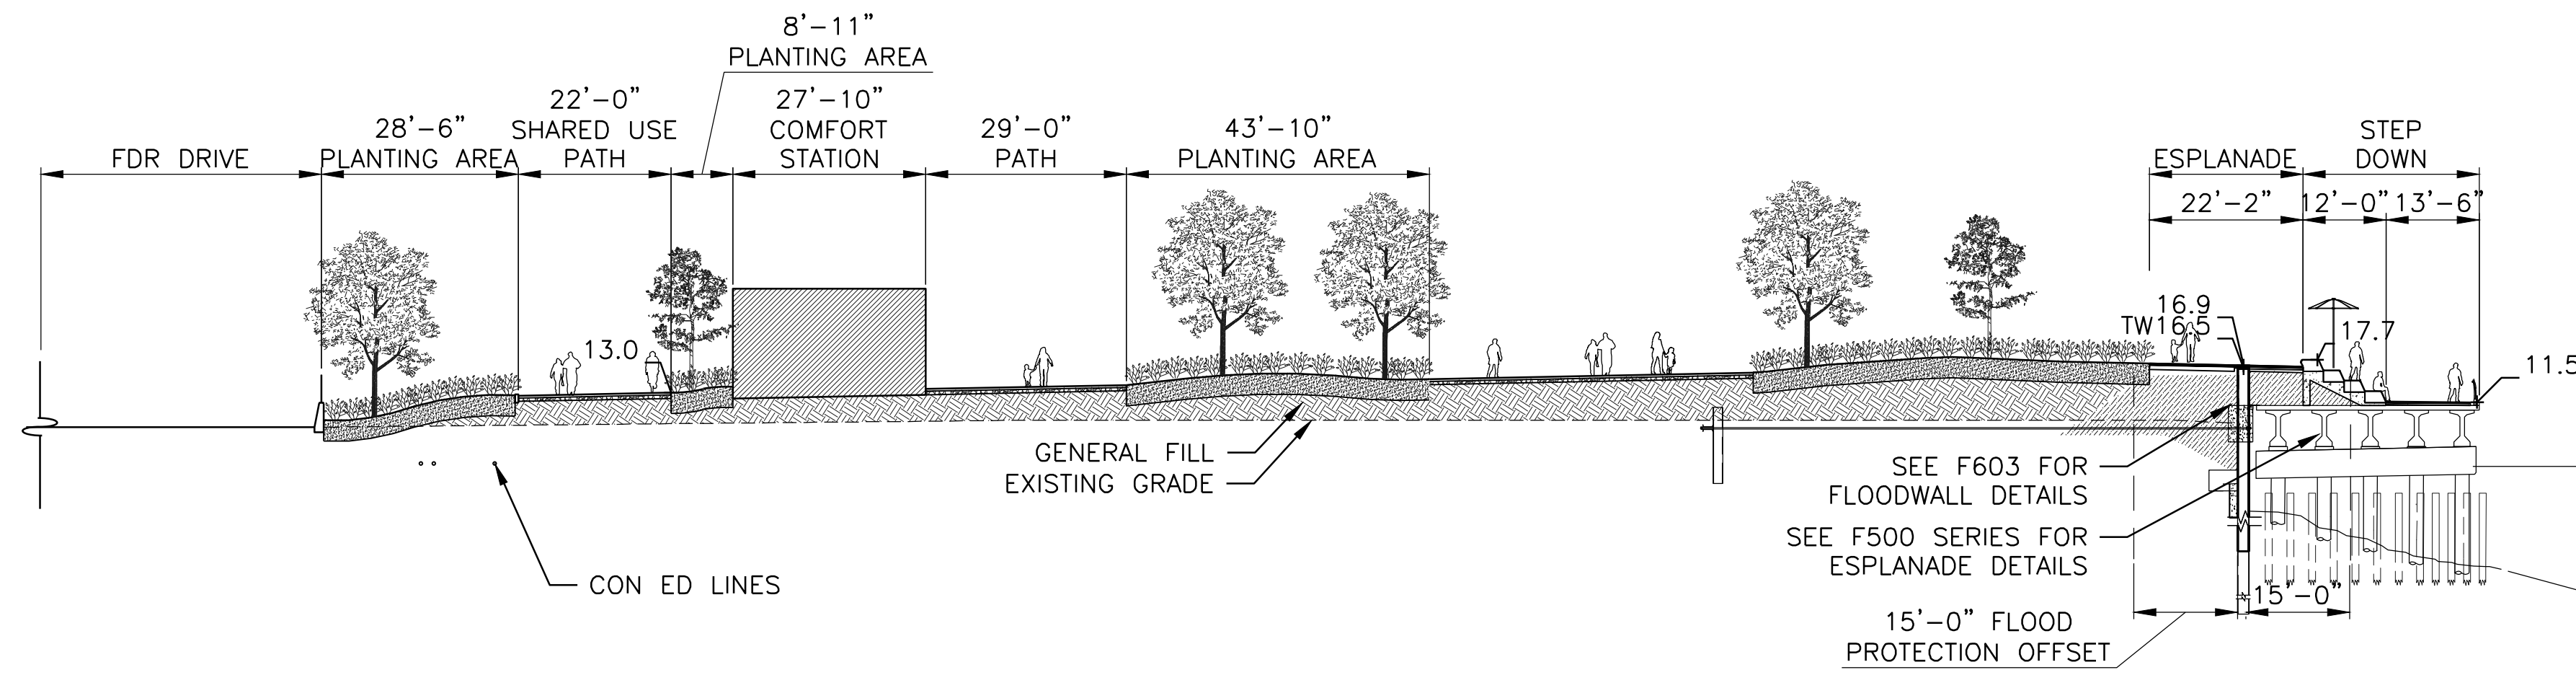 8'-11"
PLANTING AREA
FDR DRIVE
28'-6"
PLANTING AREA
22'-0"
SHARED USE
PATH
27'-10"
COMFORT
STATION
29'-0"
PATH
43'-10"
PLANTING AREA
ESPLANADE
22'-2"
STEP
DOWN
12'-0"
13'-6"
13.0
16.9
TW16.5
17.7
11.5
GENERAL FILL
EXISTING GRADE
CON ED LINES
SEE F603 FOR
FLOODWALL DETAILS
SEE F500 SERIES FOR
ESPLANADE DETAILS
15'-0"
15'-0" FLOOD
PROTECTION OFFSET